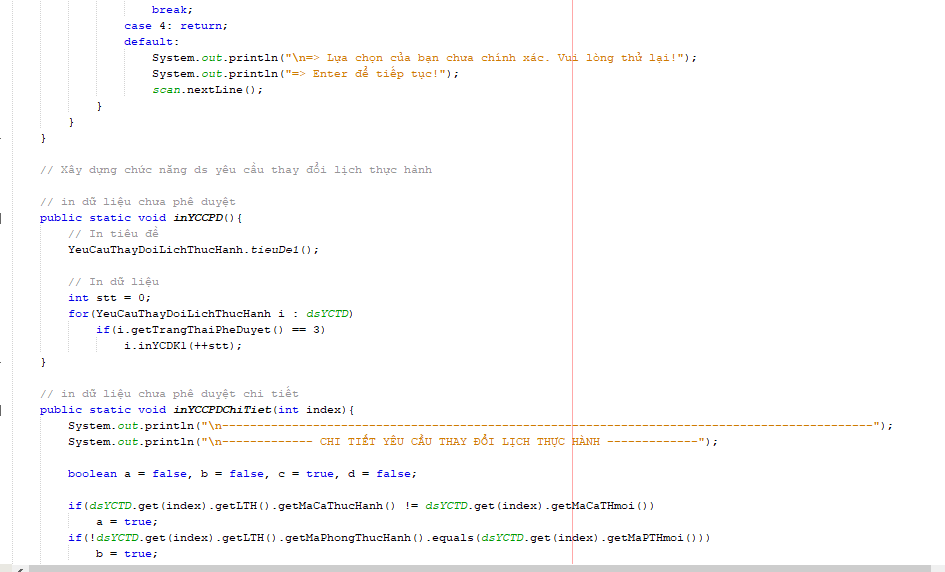 break;
case 4: return;
default:
System.out.println("\n=> Lựa chọn của bạn chưa chính xác. Vui lòng thử lại!");
System.out.println("=> Enter để tiếp tục!");
scan.nextLine();
}
}
}
// Xây dựng chức năng ds yêu cầu thay đổi lịch thực hành
// in dữ liệu chưa phê duyệt
public static void inYCCPD(){
// In tiêu đề
YeuCauThayDoiLichThucHanh.tieuDe1();
// In dữ liệu
int stt = 0;
for(YeuCauThayDoiLichThucHanh i : dsYCTD)
if(i.getTrangThaiPheDuyet() == 3)
i.inYCDK1(++stt);
}
// in dữ liệu chưa phê duyệt chi tiết
public static void inYCCPDChiTiet(int index){
System.out.println("\n---------------------------------------------------------------------------------------------");
System.out.println("\n------------- CHI TIẾT YÊU CẦU THAY ĐỔI LỊCH THỰC HÀNH -------------");
boolean a = false, b = false, c = true, d = false;
if(dsYCTD.get(index).getLTH().getMaCaThucHanh() != dsYCTD.get(index).getMaCaTHmoi())
a = true;
if(!dsYCTD.get(index).getLTH().getMaPhongThucHanh().equals(dsYCTD.get(index).getMaPTHmoi()))
b = true;